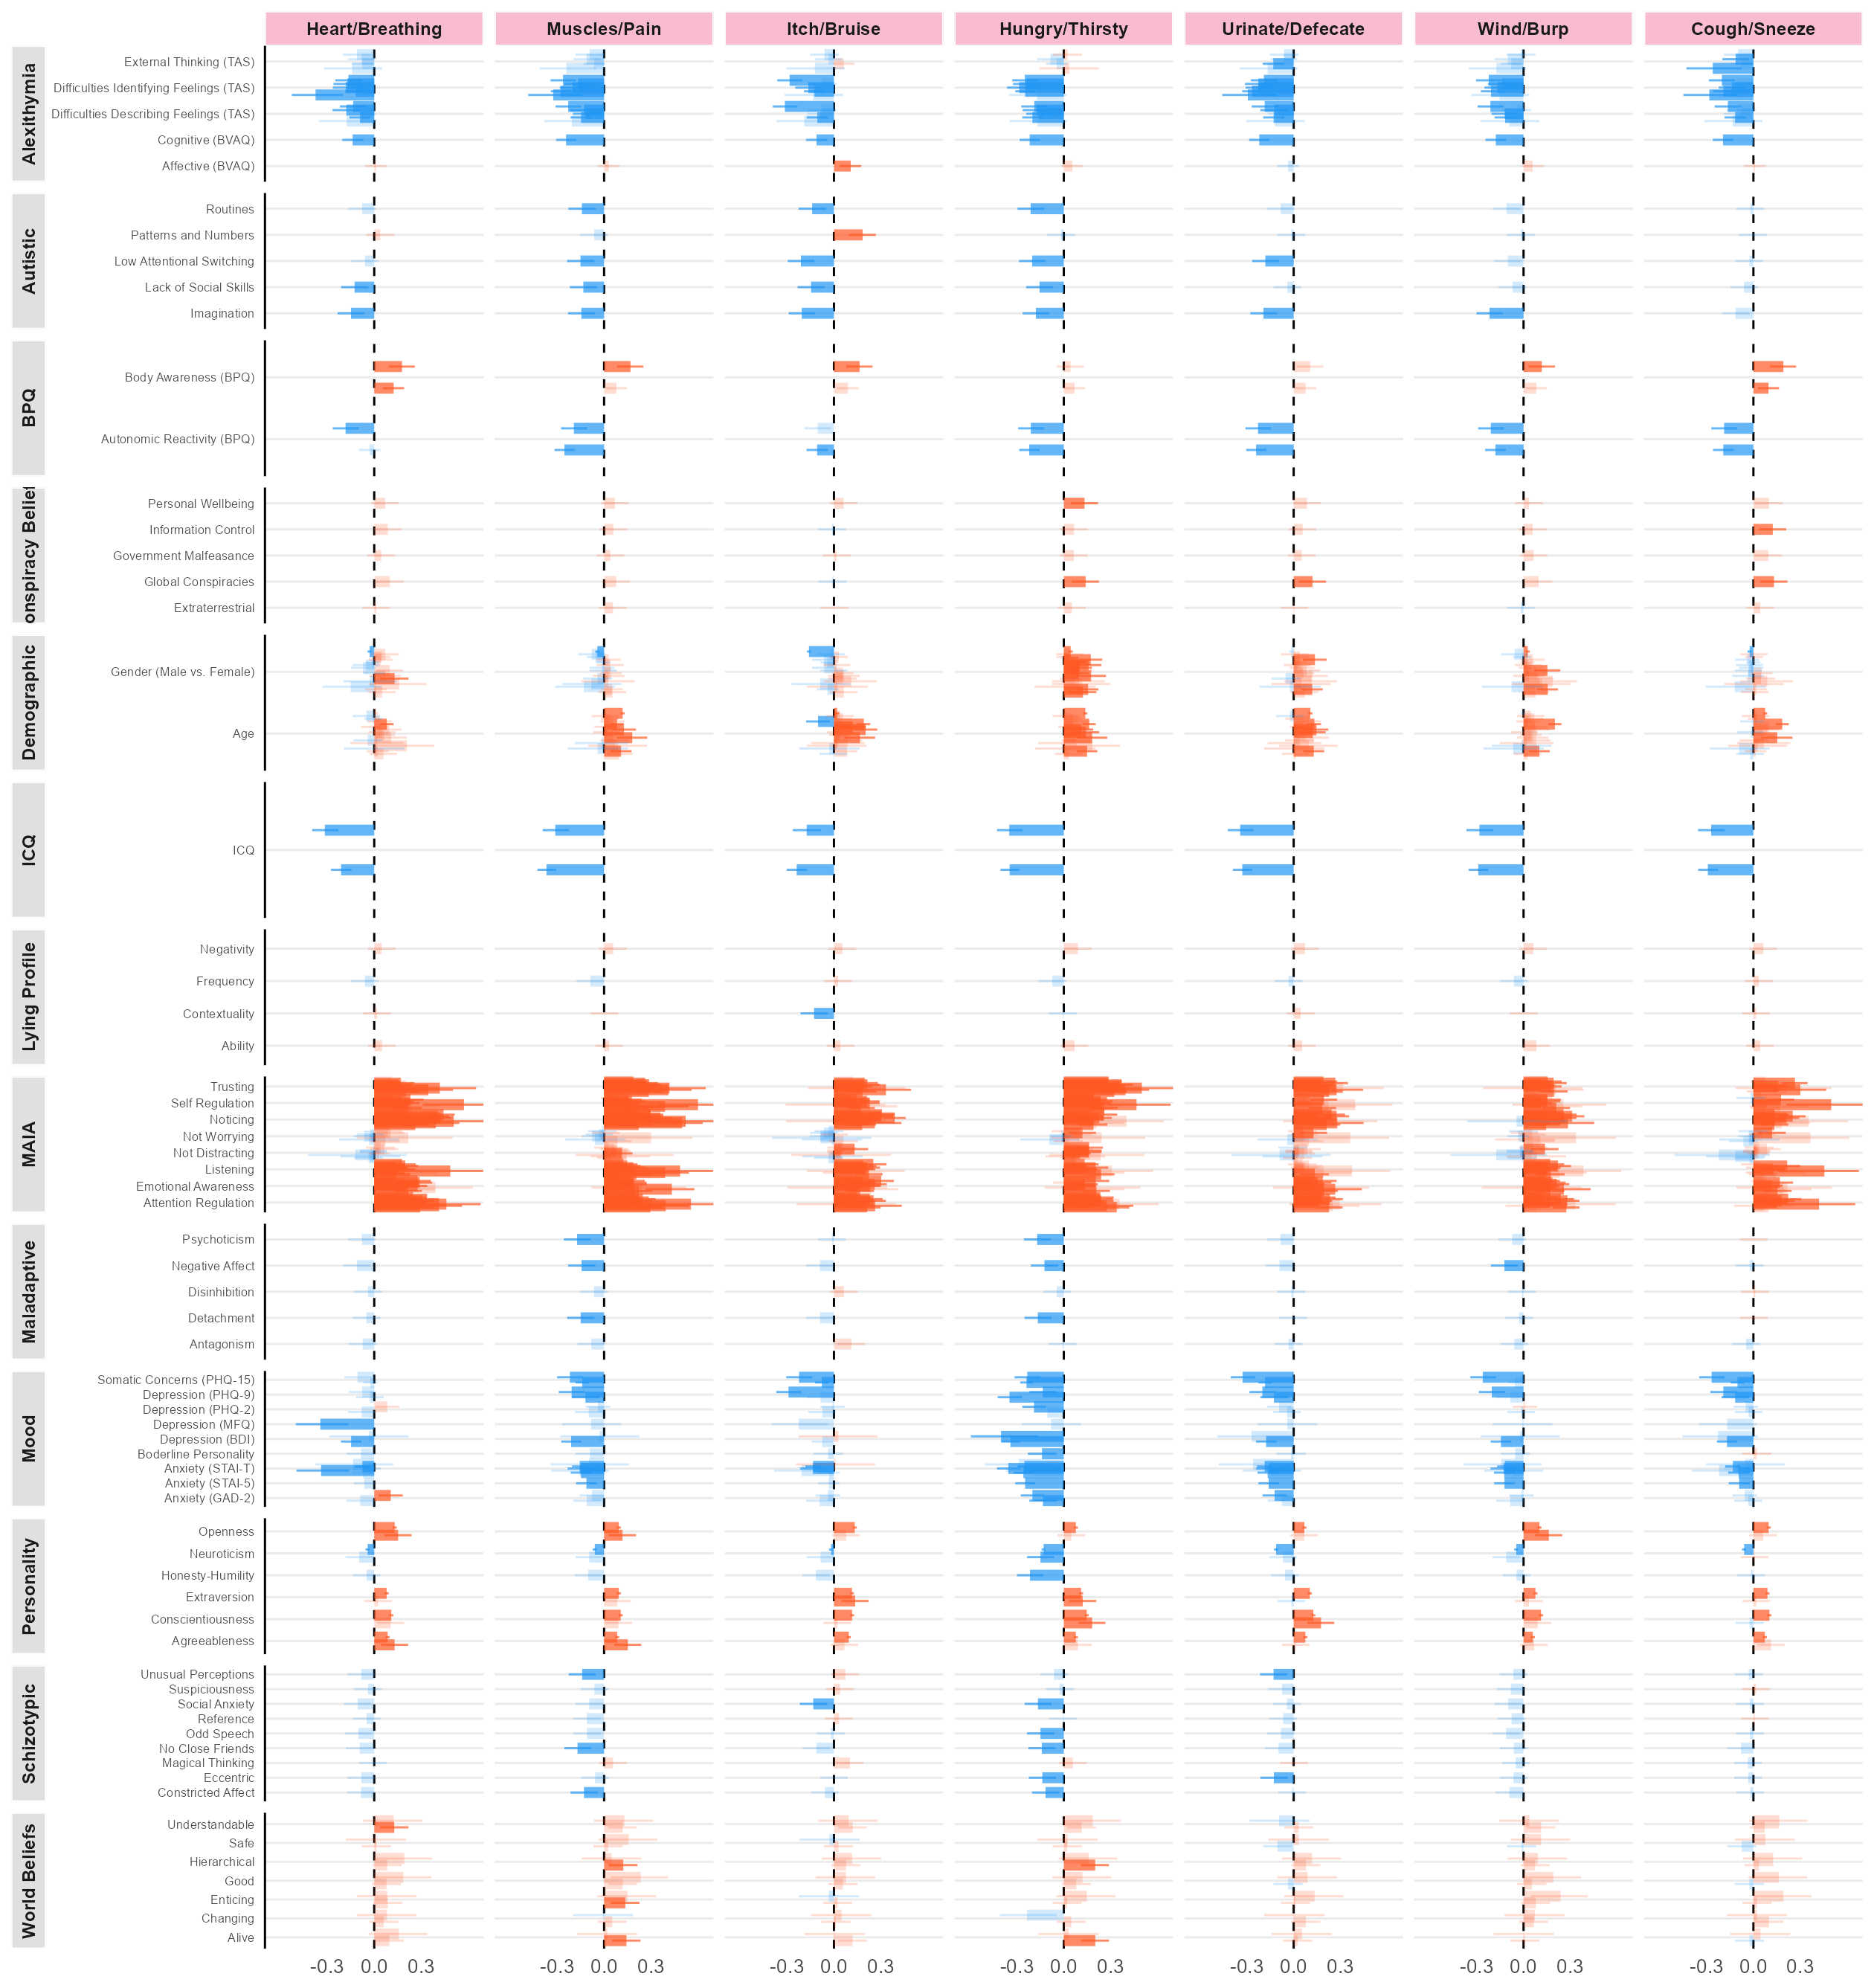 Heart/Breathing Muscles/Pain Itch/Bruise Hungry/Thirsty Urinate/Defecate Wind/Burp Cough/Sneeze
Alexithymia
External Thinking (TAS)
Difficulties Identifying Feelings (TAS)
Difficulties Describing Feelings (TAS)
Cognitive (BVAQ)
Affective (BVAQ)
Autistic
Routines
Patterns and Numbers
Low Attentional Switching
Lack of Social Skills
Imagination
BPQ
Body Awareness (BPQ)
Autonomic Reactivity (BPQ)
onspiracy Belief
Personal Wellbeing
Information Control
Government Malfeasance
Global Conspiracies
Extraterrestrial
Demographic
Gender (Male vs. Female)
Age
ICQ
ICQ
Lying Profile
Negativity
Frequency
Contextuality
Ability
MAIA
Trusting
Self Regulation
Noticing
Not Worrying
Not Distracting
Listening
Emotional Awareness
Attention Regulation
Maladaptive
Psychoticism
Negative Affect
Disinhibition
Detachment
Antagonism
Mood
Somatic Concerns (PHQ-15)
Depression (PHQ-9)
Depression (PHQ-2)
Depression (MFQ)
Depression (BDI)
Boderline Personality
Anxiety (STAI-T)
Anxiety (STAI-5)
Anxiety (GAD-2)
Personality
Openness
Neuroticism
Honesty-Humility
Extraversion
Conscientiousness
Agreeableness
Schizotypic
Unusual Perceptions
Suspiciousness
Social Anxiety
Reference
Odd Speech
No Close Friends
Magical Thinking
Eccentric
Constricted Affect
World Beliefs
Understandable
Safe
Hierarchical
Good
Enticing
Changing
Alive
-0.3 0.0 0.3 -0.3 0.0 0.3 -0.3 0.0 0.3 -0.3 0.0 0.3 -0.3 0.0 0.3 -0.3 0.0 0.3 -0.3 0.0 0.3